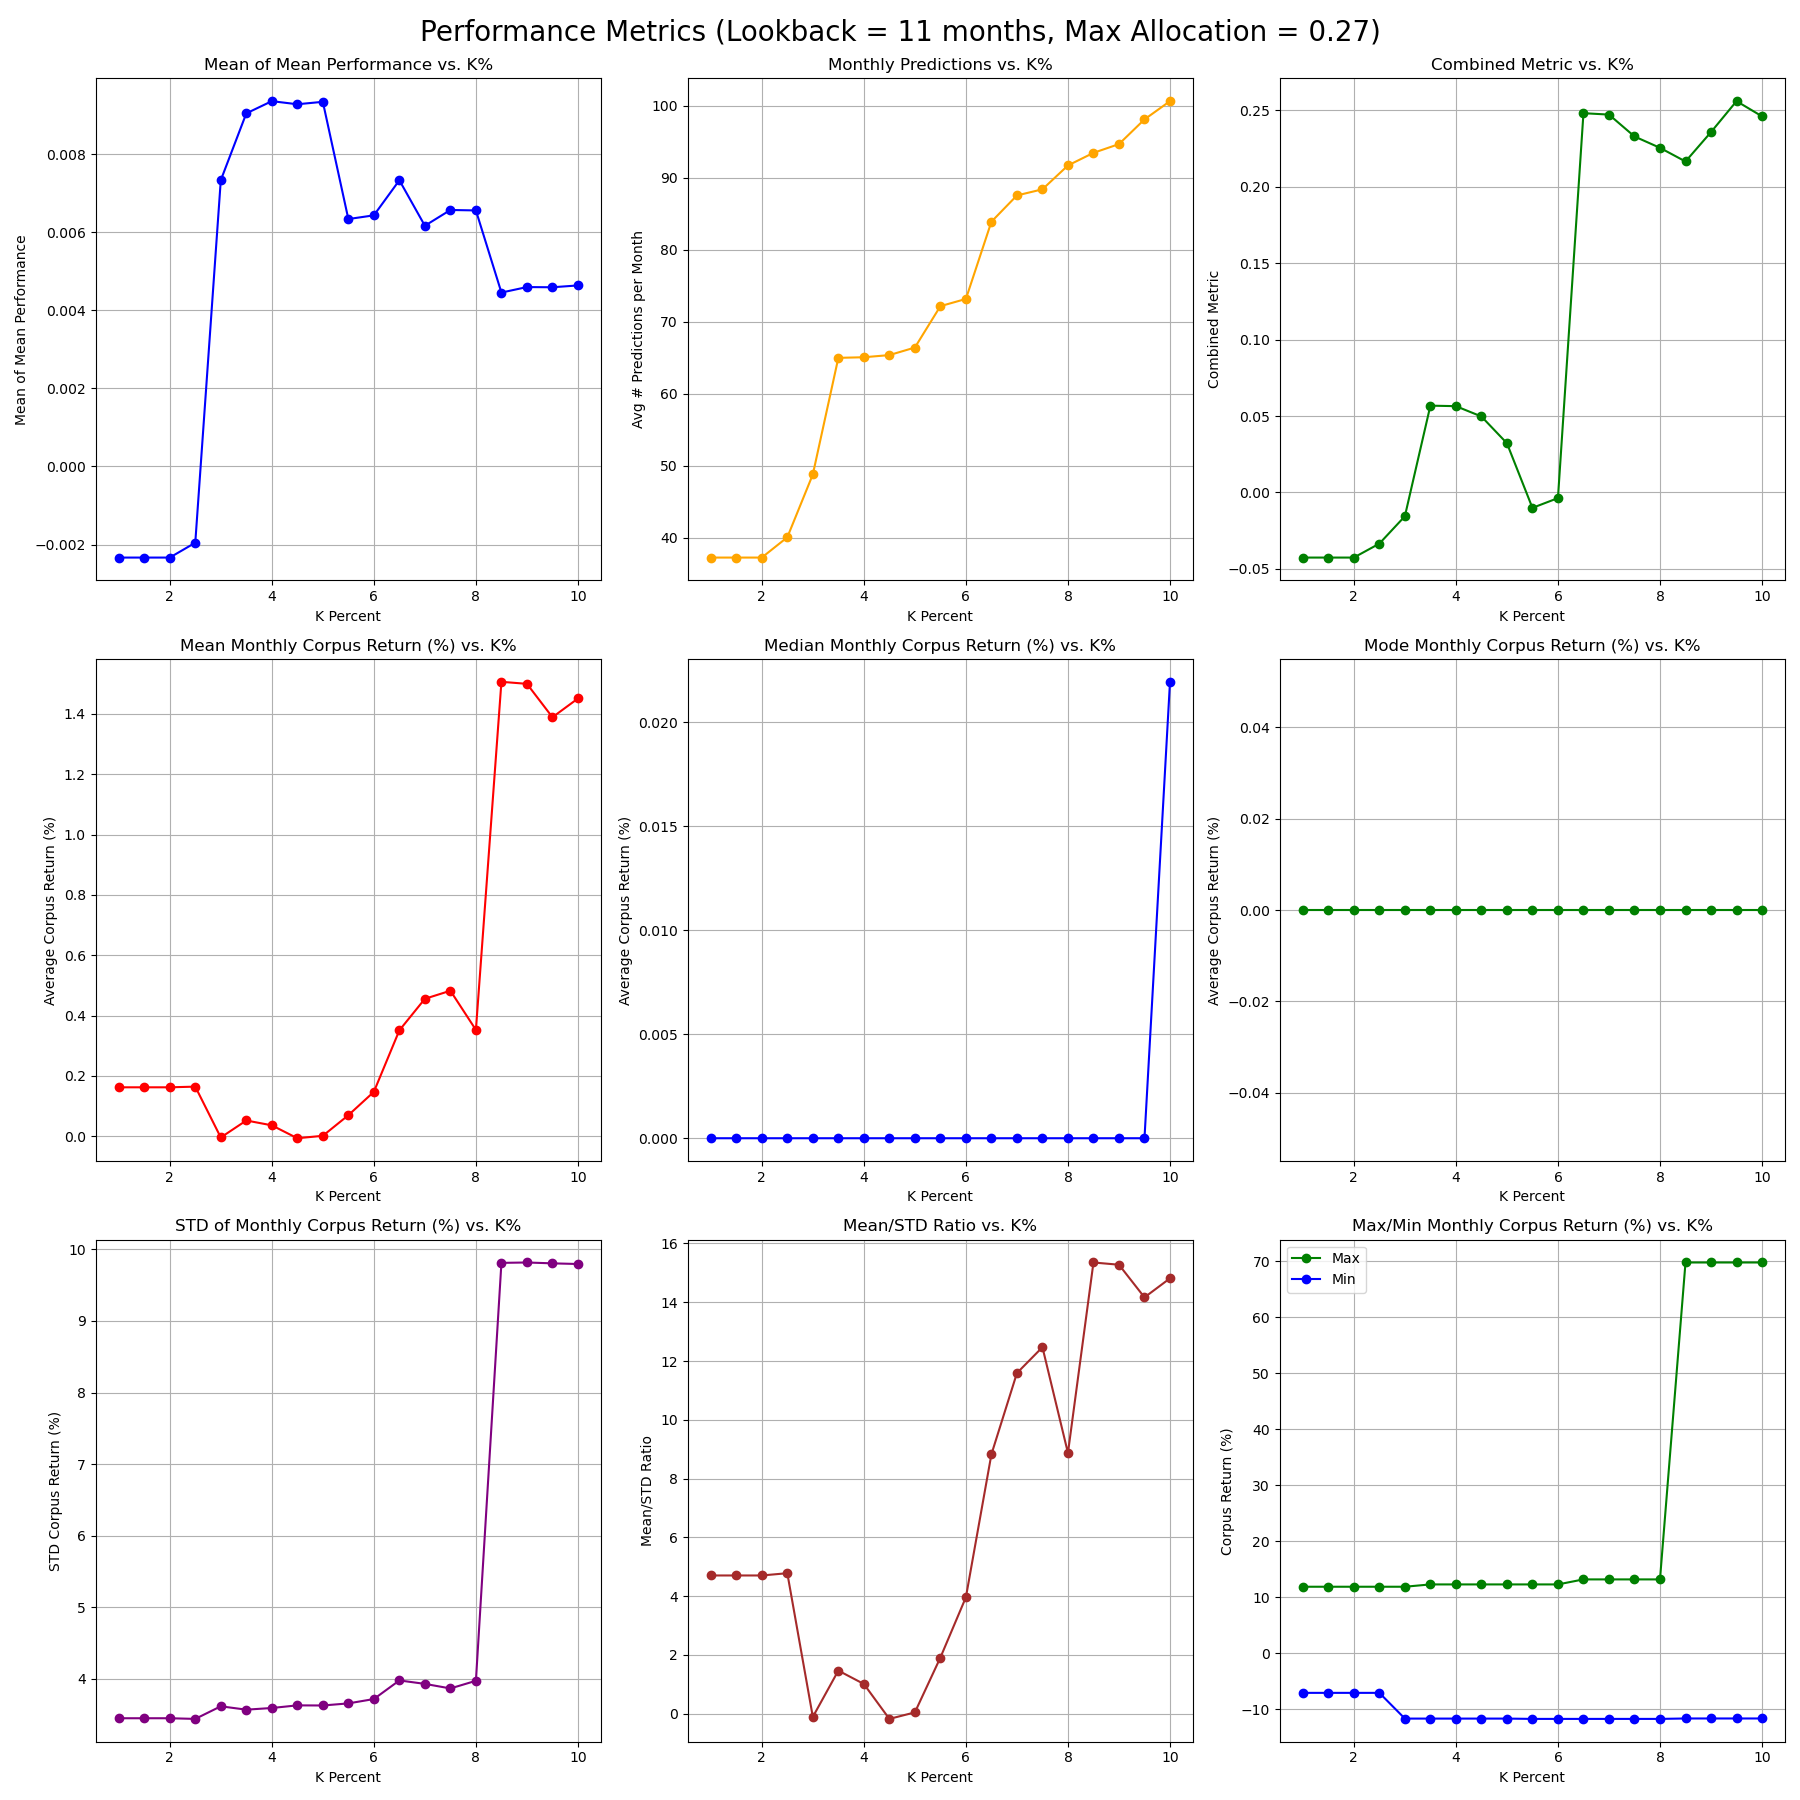 Performance Metrics (Lookback = 11 months, Max Allocation = 0.27)
Mean of Mean Performance vs. K%
Mean of Mean Performance
0.008
0.006
0.004
0.002
0.000
−0.002
2 4 6 8 10
K Percent
Monthly Predictions vs. K%
Avg # Predictions per Month
100
90
80
70
60
50
40
2 4 6 8 10
K Percent
Combined Metric vs. K%
Combined Metric
0.25
0.20
0.15
0.10
0.05
0.00
−0.05
2 4 6 8 10
K Percent
Mean Monthly Corpus Return (%) vs. K%
Average Corpus Return (%)
1.4
1.2
1.0
0.8
0.6
0.4
0.2
0.0
2 4 6 8 10
K Percent
Median Monthly Corpus Return (%) vs. K%
Average Corpus Return (%)
0.020
0.015
0.010
0.005
0.000
2 4 6 8 10
K Percent
Mode Monthly Corpus Return (%) vs. K%
Average Corpus Return (%)
0.04
0.02
0.00
−0.02
−0.04
2 4 6 8 10
K Percent
STD of Monthly Corpus Return (%) vs. K%
STD Corpus Return (%)
10
9
8
7
6
5
4
2 4 6 8 10
K Percent
Mean/STD Ratio vs. K%
Mean/STD Ratio
16
14
12
10
8
6
4
2
0
2 4 6 8 10
K Percent
Max/Min Monthly Corpus Return (%) vs. K%
Corpus Return (%)
Max
Min
70
60
50
40
30
20
10
0
−10
2 4 6 8 10
K Percent